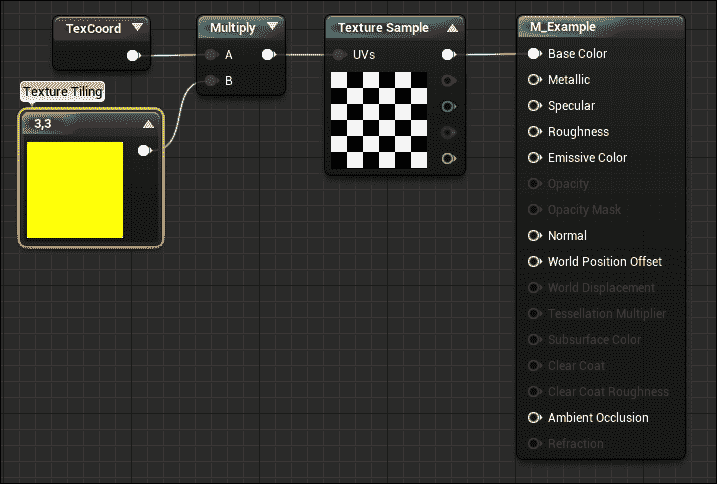 TexCoord
Multiply
A
B
Texture Tiling
3,3
Texture Sample
UVs
M_Example
Base Color
Metallic
Specular
Roughness
Emissive Color
Opacity
Opacity Mask
Normal
World Position Offset
World Displacement
Tessellation Multiplier
Subsurface Color
Clear Coat
Clear Coat Roughness
Ambient Occlusion
Refraction